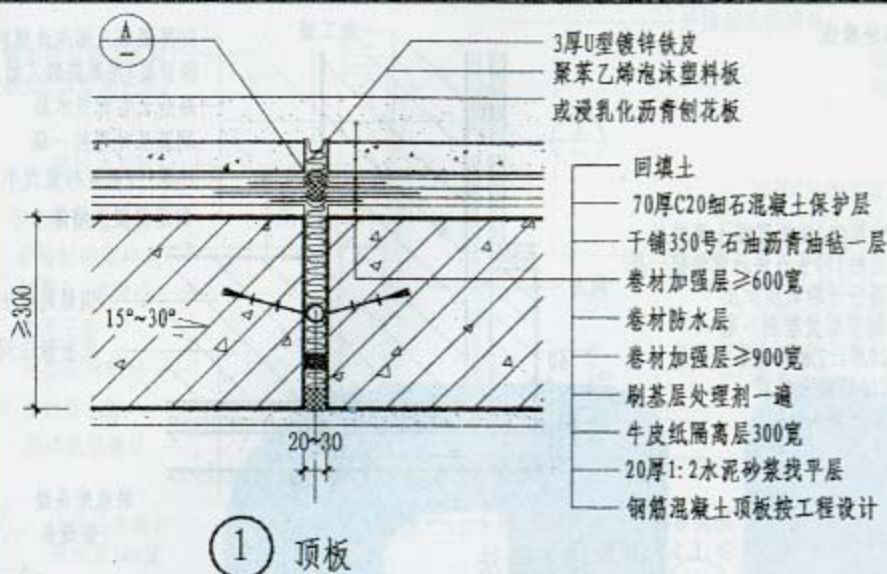 A
—
3厚U型镀锌铁皮
聚苯乙烯泡沫塑料板
或浸乳化沥青刨花板
回填土
70厚C20细石混凝土保护层
干铺350号石油沥青油毡一层
卷材加强层≥600宽
卷材防水层
卷材加强层≥900宽
刷基层处理剂一遍
牛皮纸隔离层300宽
20厚1:2水泥砂浆找平层
钢筋混凝土顶板按工程设计
≥300
15°~30°
20~30
1 顶板